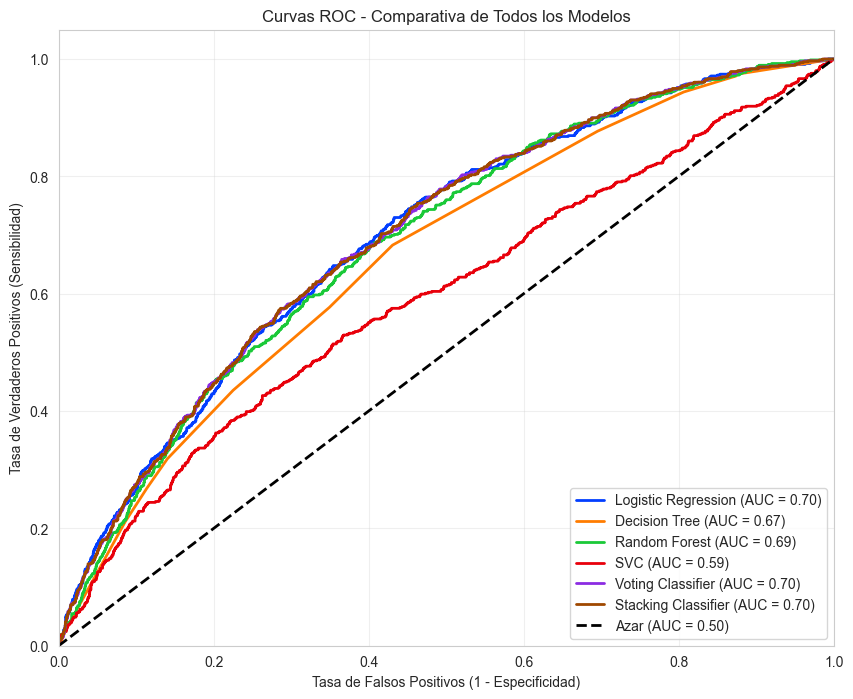 Curvas ROC - Comparativa de Todos los Modelos
Tasa de Verdaderos Positivos (Sensibilidad)
1.0
0.8
0.6
0.4
0.2
0.0
0.0
0.2
0.4
0.6
0.8
1.0
Tasa de Falsos Positivos (1 - Especificidad)
Logistic Regression (AUC = 0.70)
Decision Tree (AUC = 0.67)
Random Forest (AUC = 0.69)
SVC (AUC = 0.59)
Voting Classifier (AUC = 0.70)
Stacking Classifier (AUC = 0.70)
Azar (AUC = 0.50)